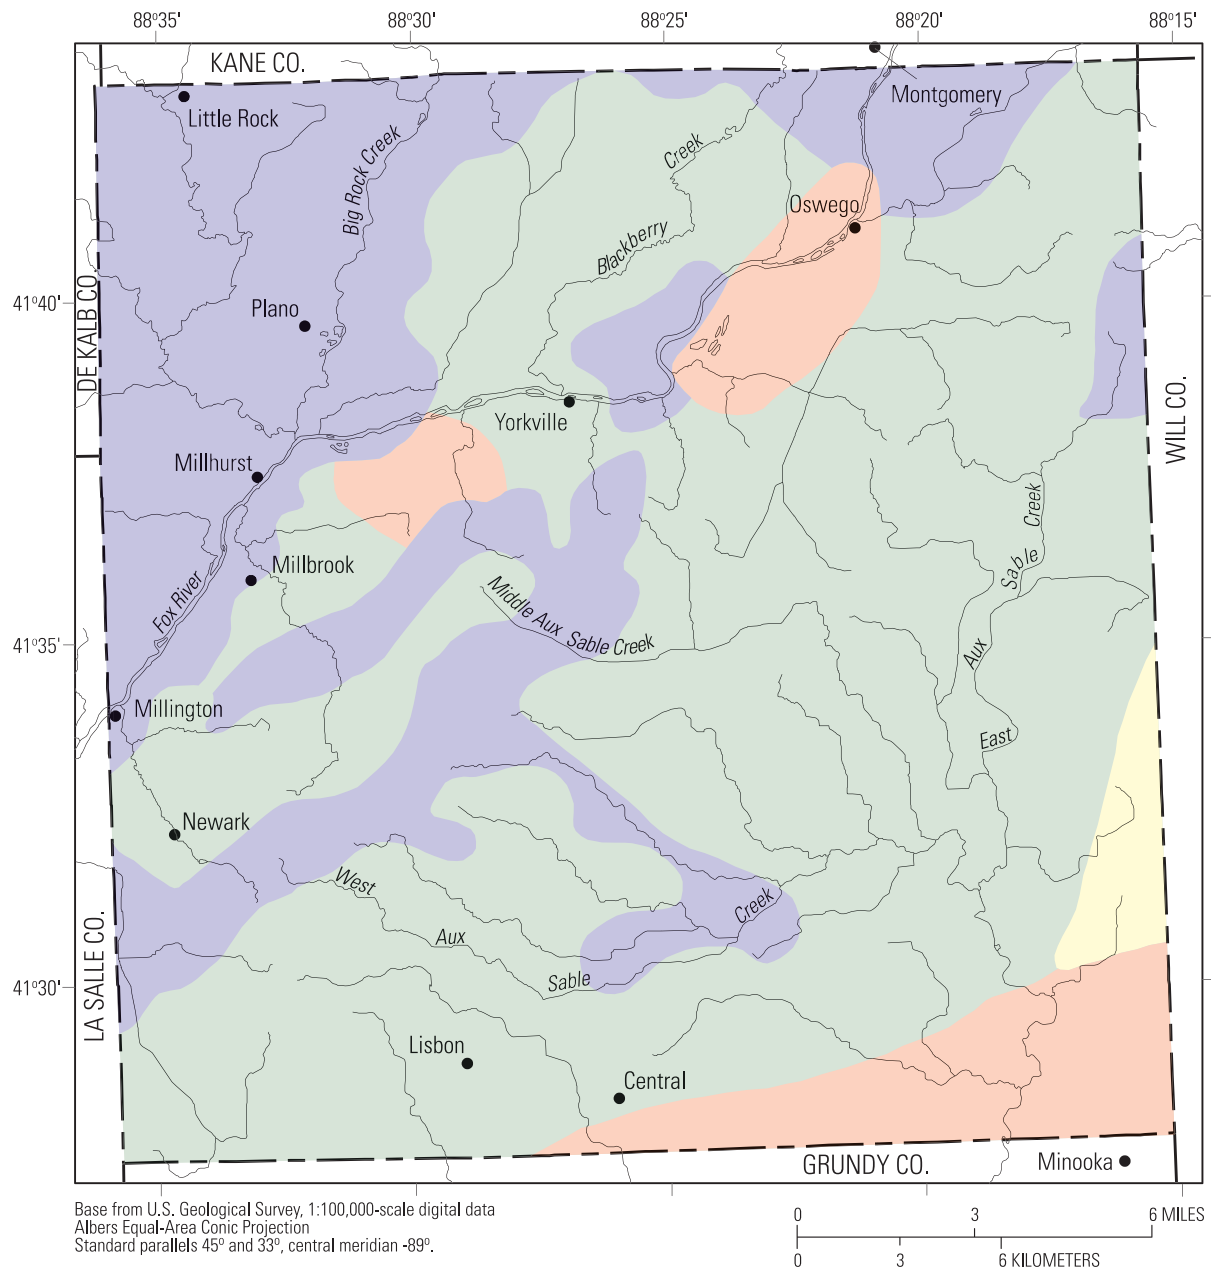 88°35'
88°30'
88°25'
88°20'
88°15'
KANE CO.
Montgomery
Little Rock
Big Rock Creek
Creek
Blackberry
Oswego
DE KALB CO.
41°40'
Plano
Yorkville
WILL CO.
Millhurst
Creek
Sable
Aux
East
Millbrook
Fox River
Middle Aux Sable Creek
41°35'
Millington
Newark
West
Aux
Sable
Creek
LA SALLE CO.
41°30'
Lisbon
Central
GRUNDY CO.
Minooka
Base from U.S. Geological Survey, 1:100,000-scale digital data
Albers Equal-Area Conic Projection
Standard parallels 45° and 33°, central meridian -89°.
0 3 6 MILES
0 3 6 KILOMETERS